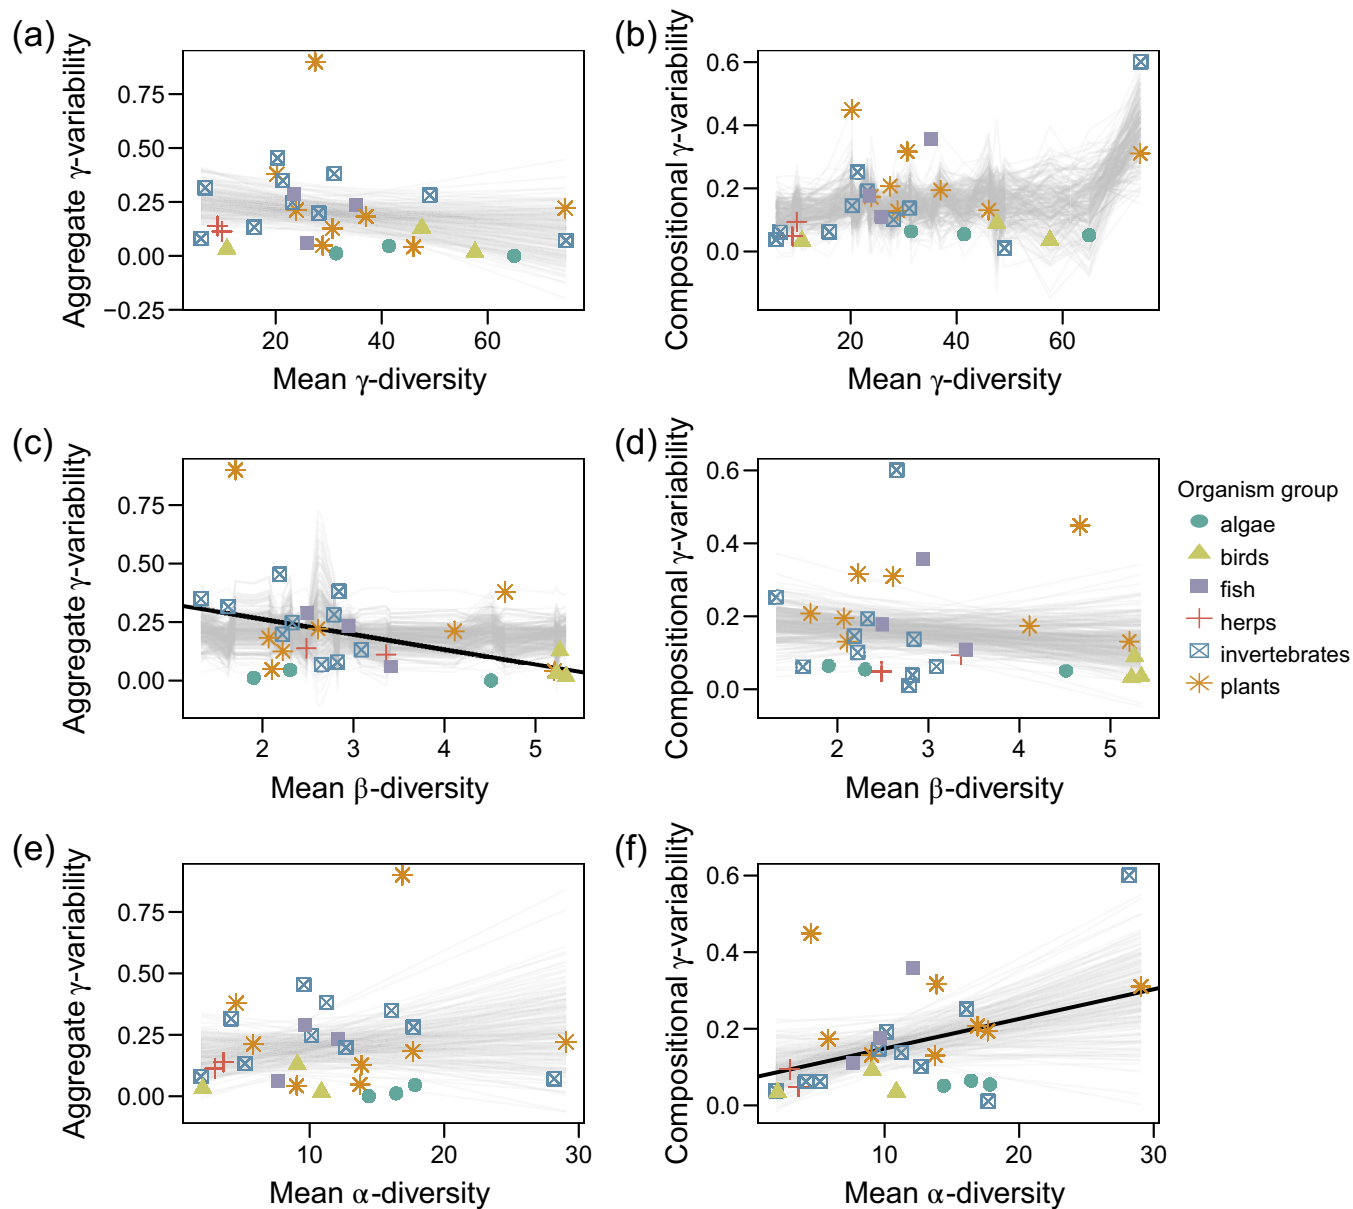 (a)
Aggregate γ-variability
0.75
0.50
0.25
0.00
−0.25
20 40 60
Mean γ-diversity
(b)
Compositional γ-variability
0.6
0.4
0.2
0.0
20 40 60
Mean γ-diversity
(c)
Aggregate γ-variability
0.75
0.50
0.25
0.00
2 3 4 5
Mean β-diversity
(d)
Compositional γ-variability
0.6
0.4
0.2
0.0
2 3 4 5
Mean β-diversity
Organism group
algae
birds
fish
herps
invertebrates
plants
(e)
Aggregate γ-variability
0.75
0.50
0.25
0.00
10 20 30
Mean α-diversity
(f)
Compositional γ-variability
0.6
0.4
0.2
0.0
10 20 30
Mean α-diversity